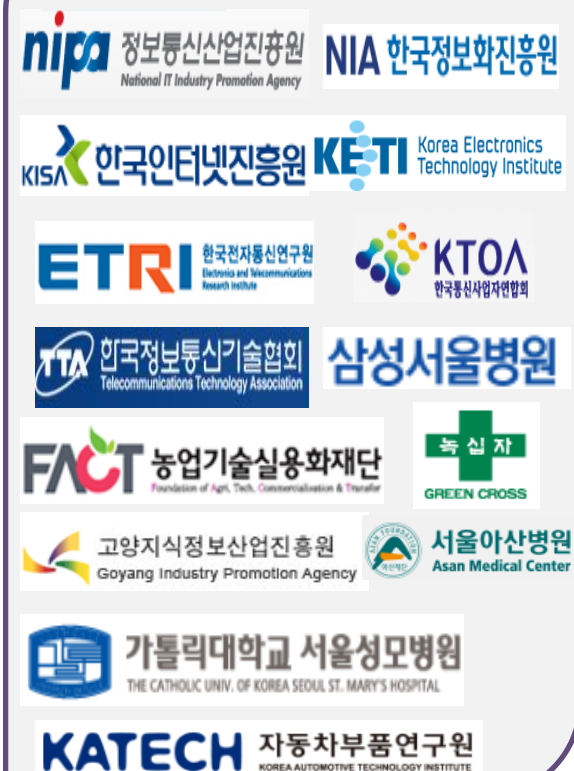 nipa 정보통신산업진흥원
National IT Industry Promotion Agency
NIA 한국정보화진흥원
KISA 한국인터넷진흥원
KETI Korea Electronics
Technology Institute
ETRI 한국전자통신연구원
Electronics and Telecommunications
Research Institute
KTOA
한국통신사업자연합회
TTA 한국정보통신기술협회
Telecommunications Technology Association
삼성서울병원
FACT 농업기술실용화재단
Foundation of Agri. Tech. Commercialization & Transfer
녹십자
GREEN CROSS
고양지식정보산업진흥원
Goyang Industry Promotion Agency
ASAN FOUNDATION
아산재단
서울아산병원
Asan Medical Center
가톨릭대학교 서울성모병원
THE CATHOLIC UNIV. OF KOREA SEOUL ST. MARY'S HOSPITAL
KATECH 자동차부품연구원
KOREA AUTOMOTIVE TECHNOLOGY INSTITUTE